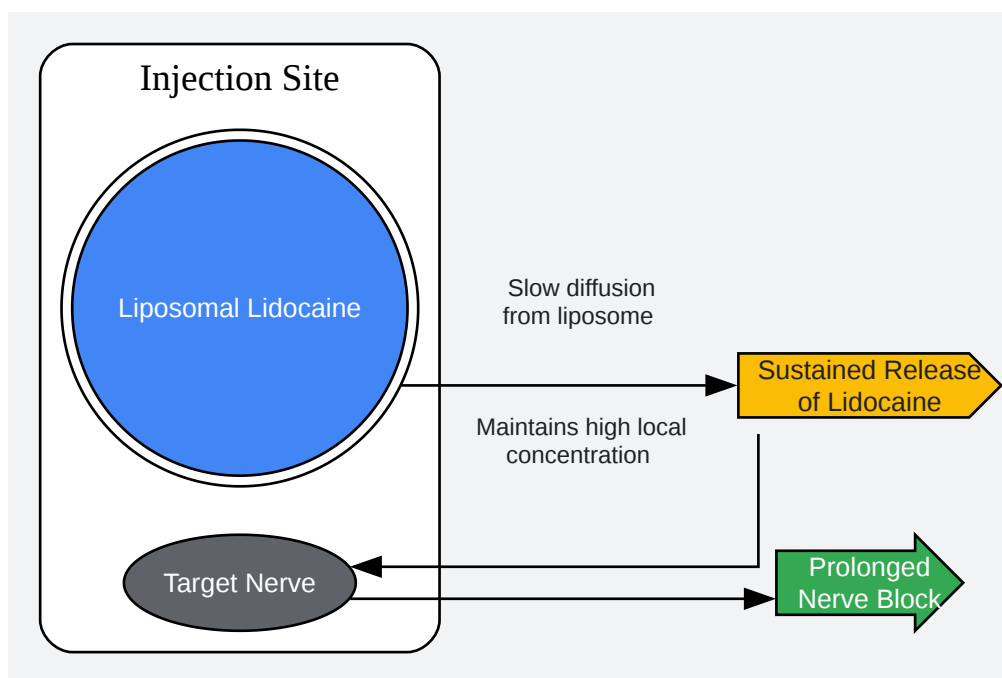 Injection Site
Liposomal Lidocaine
Slow diffusion
from liposome
Sustained Release
of Lidocaine
Maintains high local
concentration
Target Nerve
Prolonged
Nerve Block